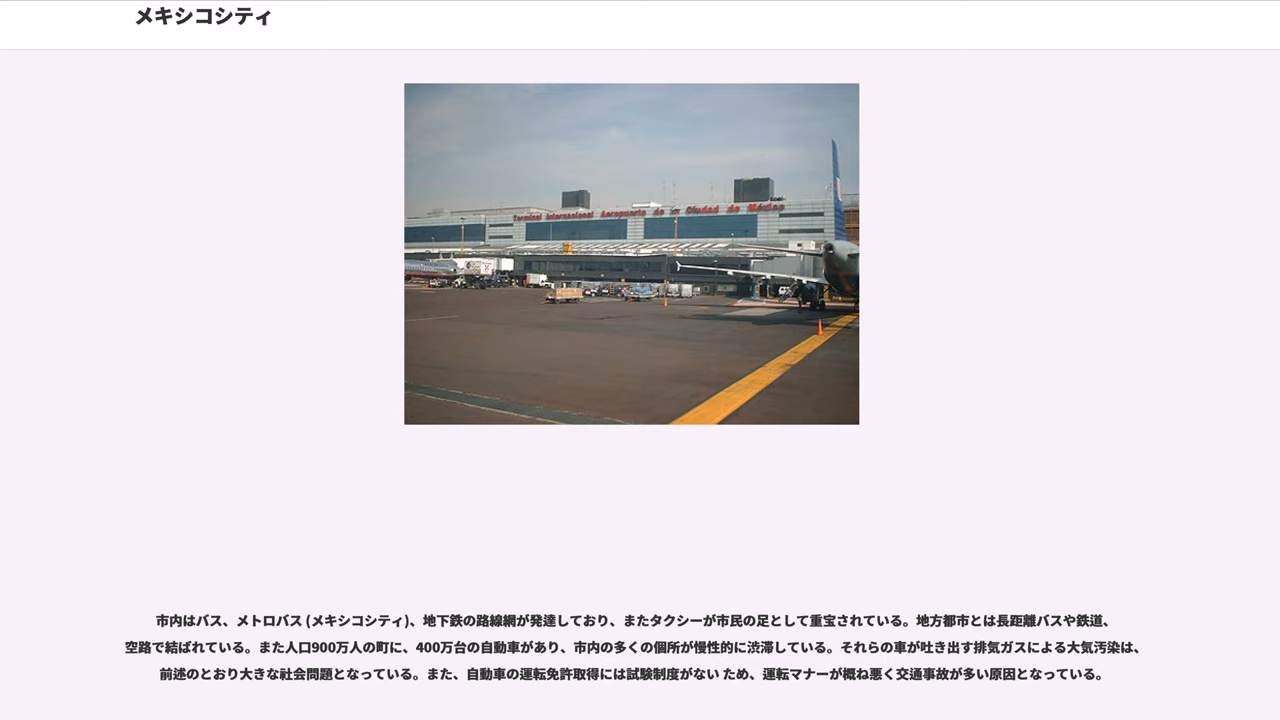 メキシコシティ
Terminal Internacional Aeropuerto de la Ciudad de México
市内はバス、メトロバス (メキシコシティ)、地下鉄の路線網が発達しており、またタクシーが市民の足として重宝されている。地方都市とは長距離バスや鉄道、
空路で結ばれている。また人口900万人の町に、400万台の自動車があり、市内の多くの個所が慢性的に渋滞している。それらの車が吐き出す排気ガスによる大気汚染は、
前述のとおり大きな社会問題となっている。また、自動車の運転免許取得には試験制度がない ため、運転マナーが概ね悪く交通事故が多い原因となっている。